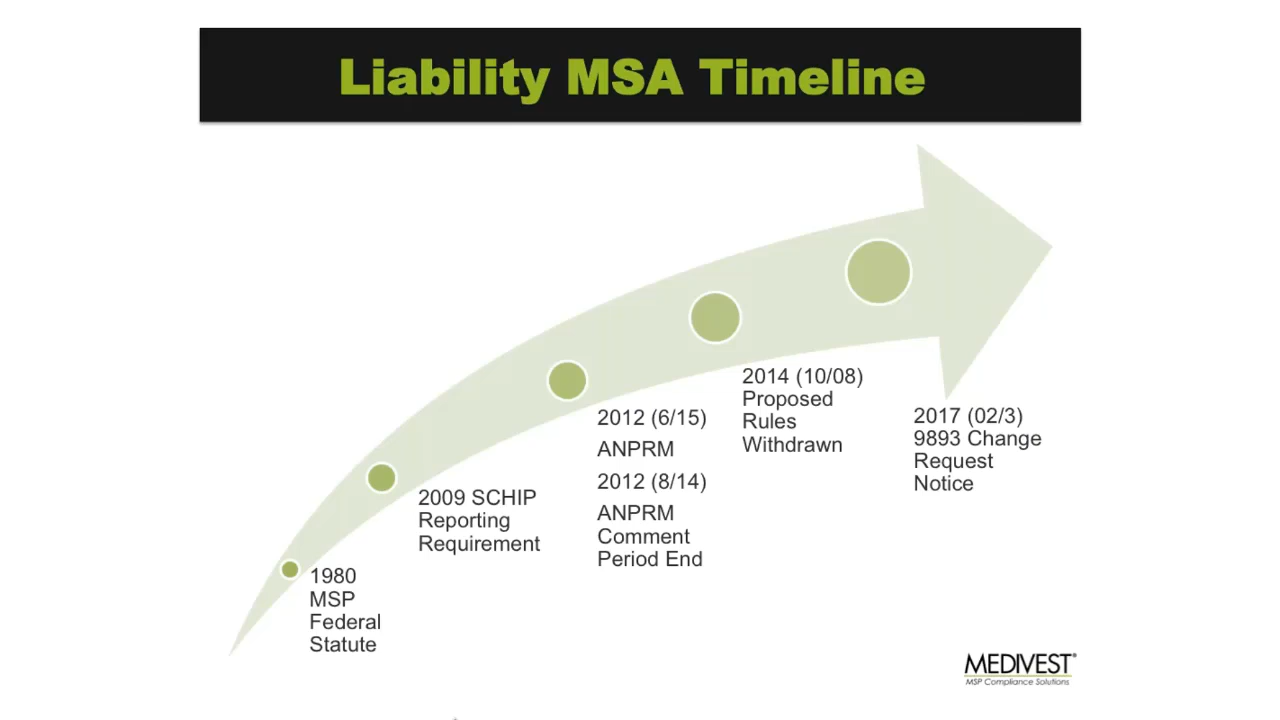 Liability MSA Timeline
1980
MSP
Federal
Statute
2009 SCHIP
Reporting
Requirement
2012 (6/15)
ANPRM
2012 (8/14)
ANPRM
Comment
Period End
2014 (10/08)
Proposed
Rules
Withdrawn
2017 (02/3)
9893 Change
Request
Notice
MEDIVEST®
MSP Compliance Solutions